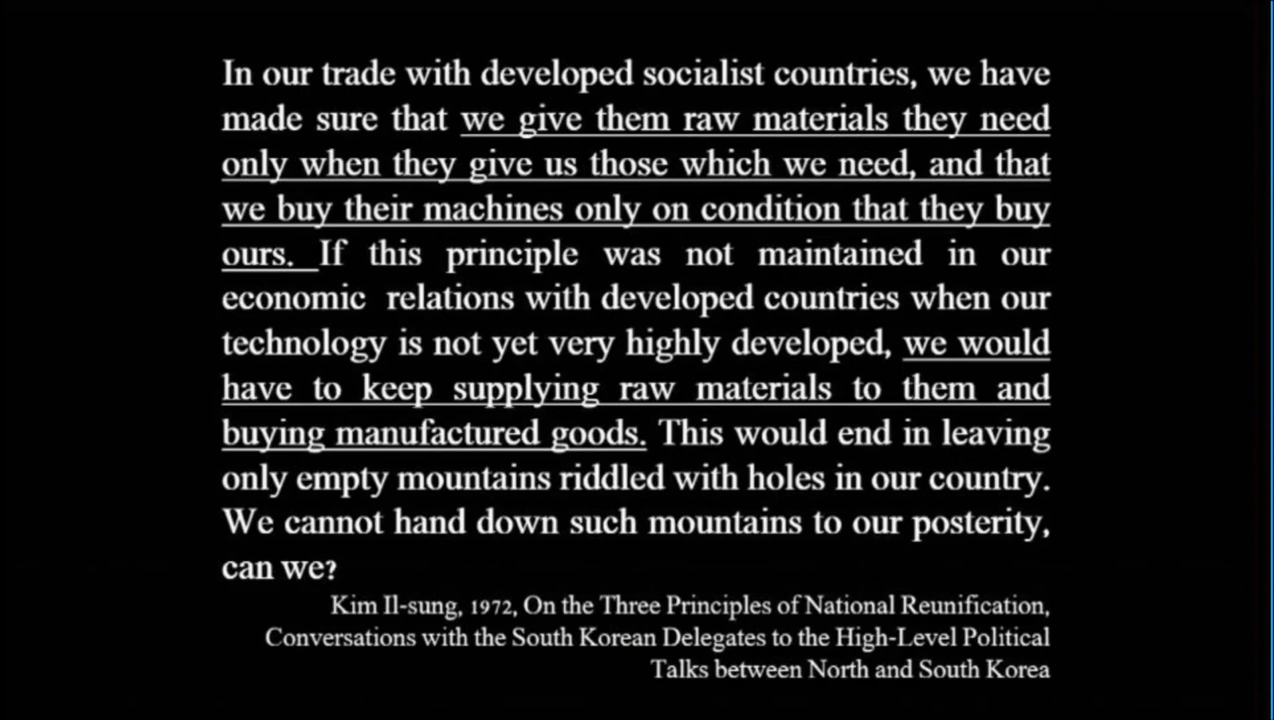 In our trade with developed socialist countries, we have
made sure that we give them raw materials they need
only when they give us those which we need, and that
we buy their machines only on condition that they buy
ours. If this principle was not maintained in our
economic relations with developed countries when our
technology is not yet very highly developed, we would
have to keep supplying raw materials to them and
buying manufactured goods. This would end in leaving
only empty mountains riddled with holes in our country.
We cannot hand down such mountains to our posterity,
can we?
Kim Il-sung, 1972, On the Three Principles of National Reunification,
Conversations with the South Korean Delegates to the High-Level Political
Talks between North and South Korea